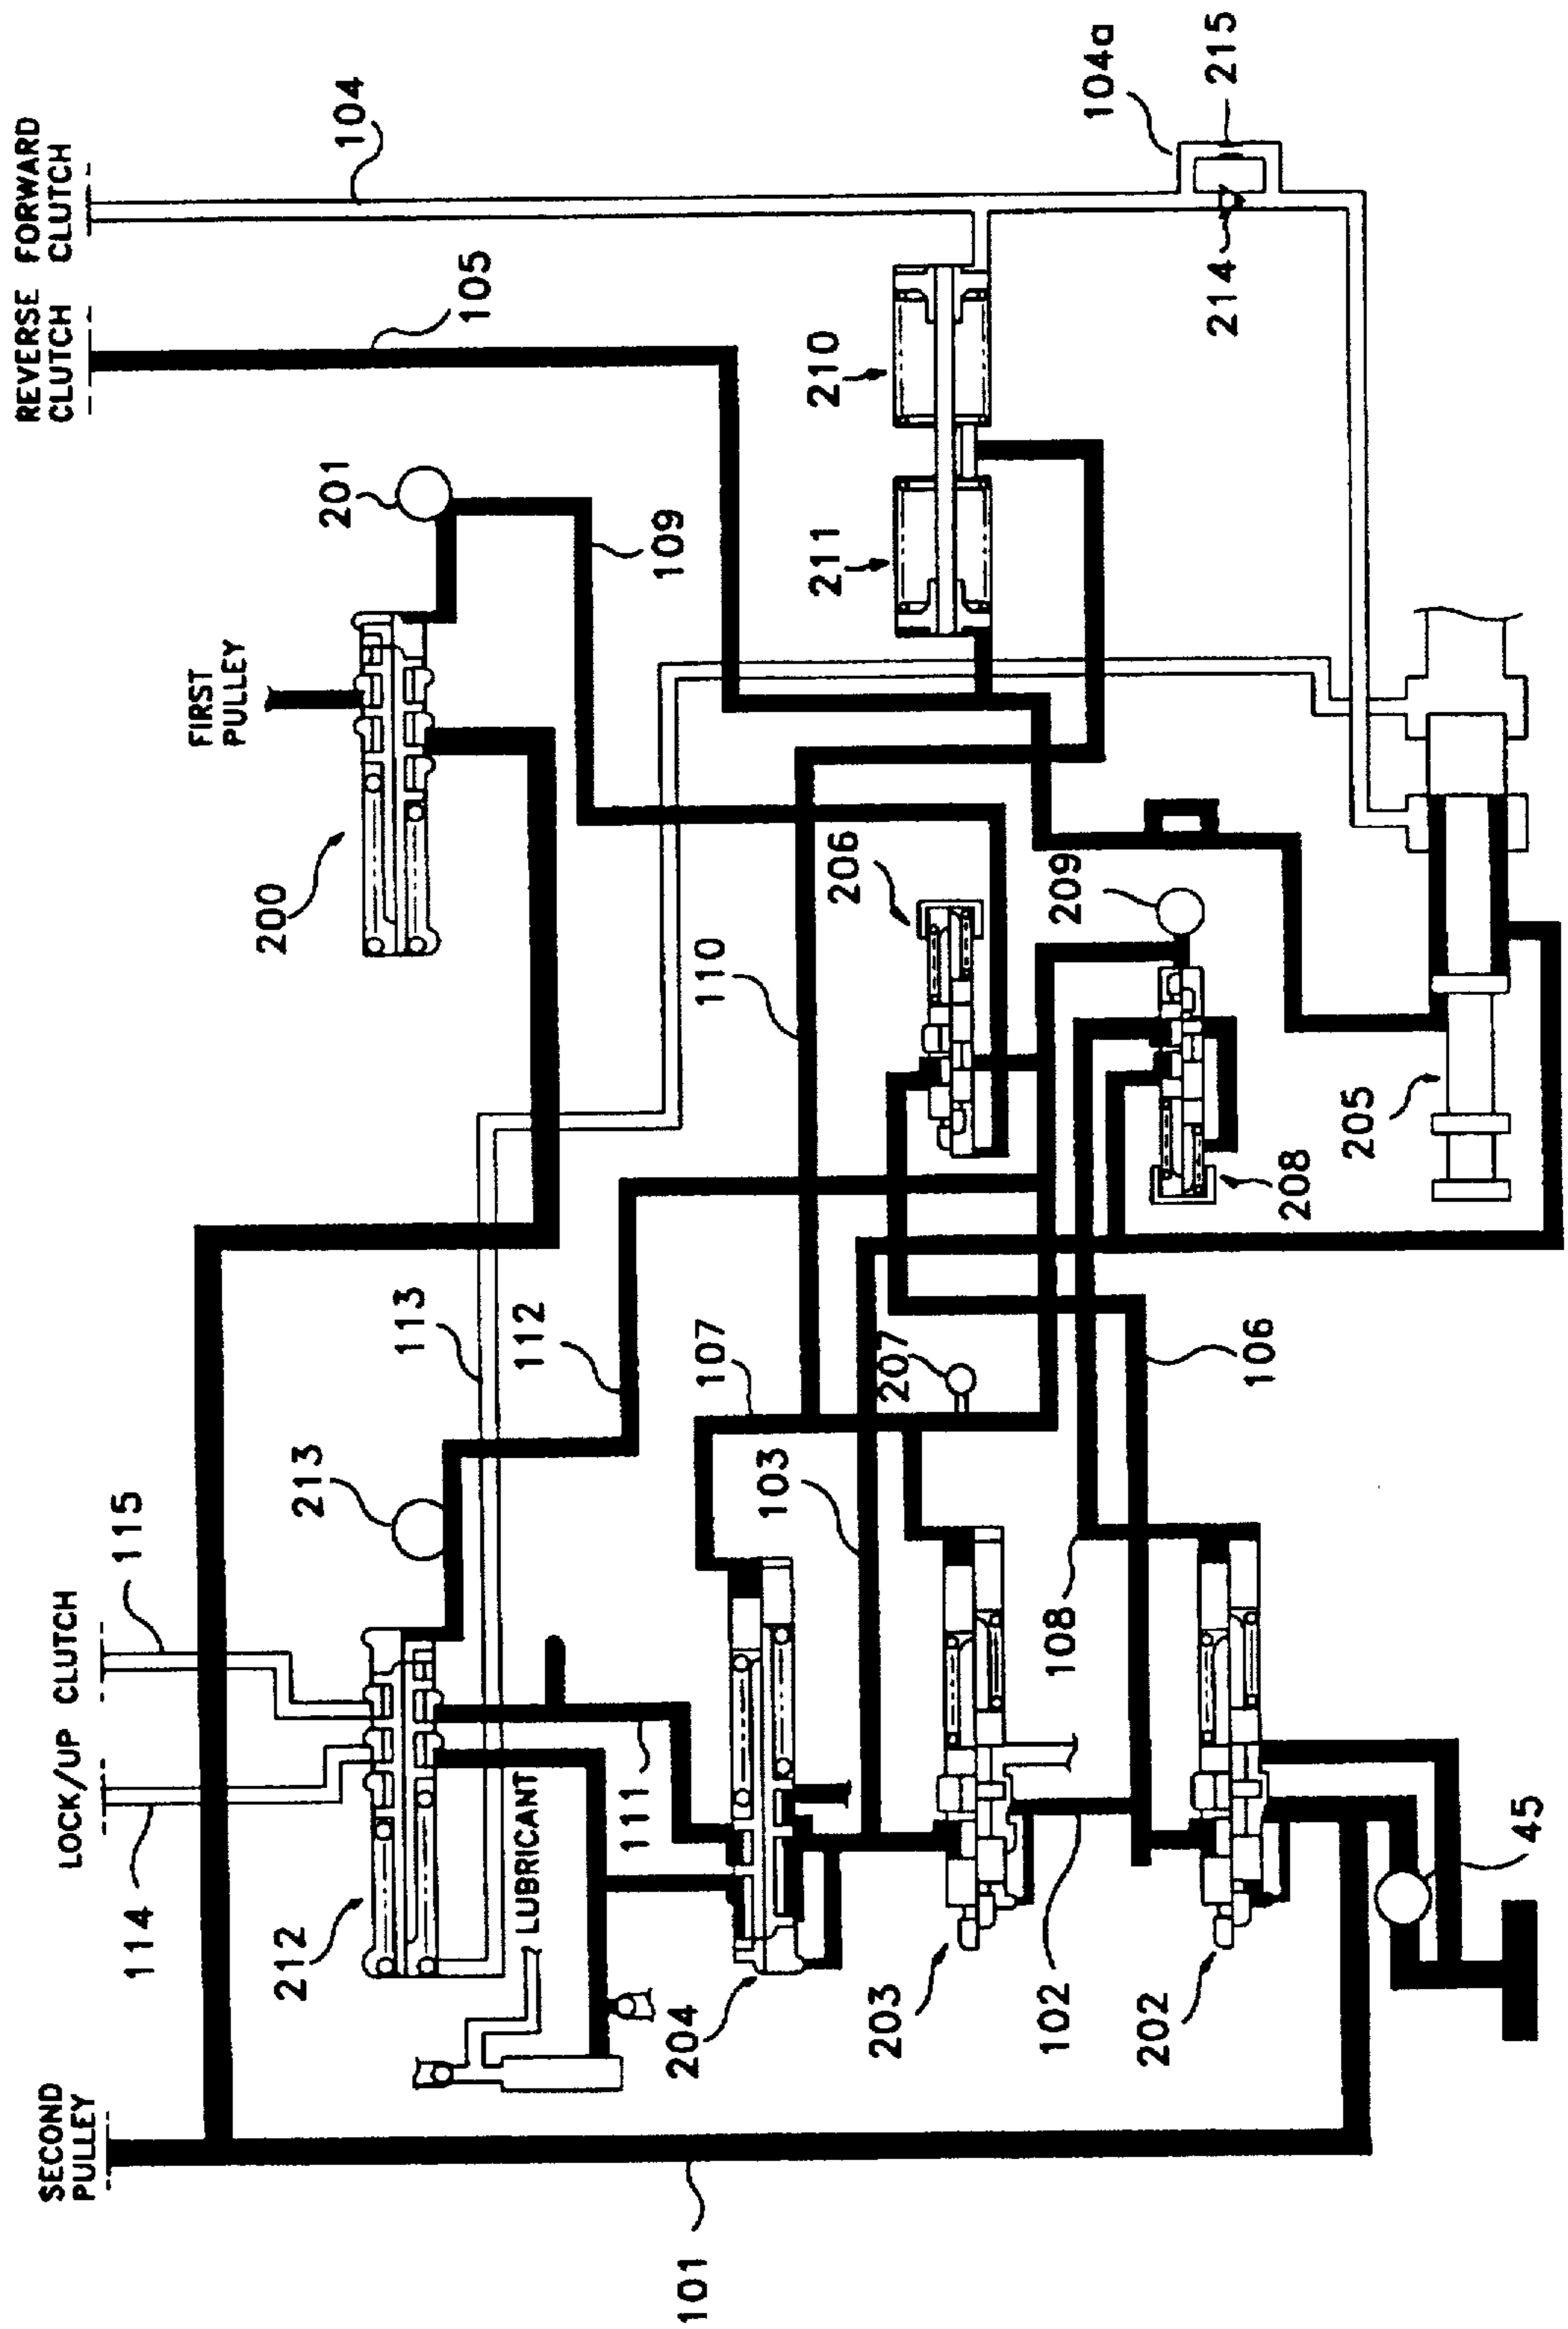 SECOND
PULLEY
LOCK/UP CLUTCH
FIRST
PULLEY
REVERSE
CLUTCH
FORWARD
CLUTCH
114
115
213
212
113
112
200
201
109
105
104
104a
215
214
LUBRICANT
111
107
110
206
211
210
204
103
207
209
203
108
106
208
205
102
202
45
101